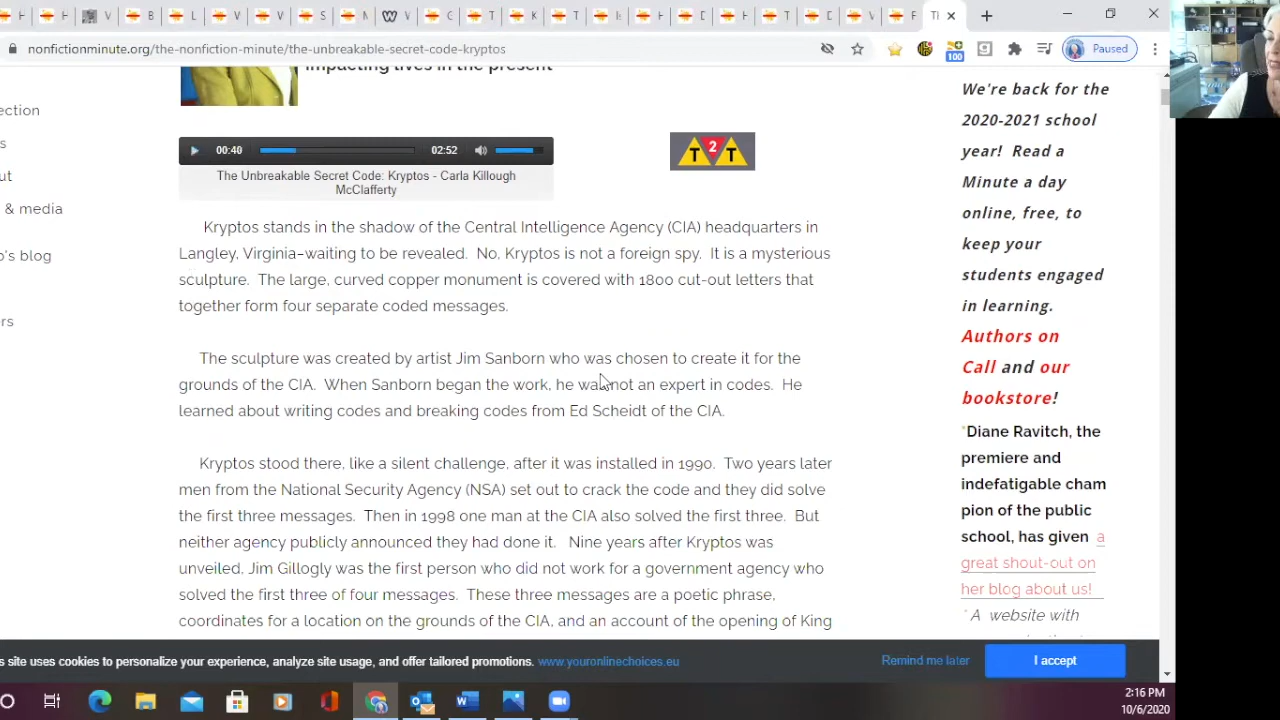 H
L
V
B
L
V
V
S
M
V
C
T
K
T
Is
H
D
H
T
D
V
F
Ti
nonfictionminute.org/the-nonfiction-minute/the-unbreakable-secret-code-kryptos
100
Paused
impacting lives in the present
ection
s
ut
& media
o's blog
ers
00:40
02:52
The Unbreakable Secret Code: Kryptos - Carla Killough
McClafferty
T 2 T
Kryptos stands in the shadow of the Central Intelligence Agency (CIA) headquarters in
Langley, Virginia–waiting to be revealed. No, Kryptos is not a foreign spy. It is a mysterious
sculpture. The large, curved copper monument is covered with 1800 cut-out letters that
together form four separate coded messages.
The sculpture was created by artist Jim Sanborn who was chosen to create it for the
grounds of the CIA. When Sanborn began the work, he was not an expert in codes. He
learned about writing codes and breaking codes from Ed Scheidt of the CIA.
Kryptos stood there, like a silent challenge, after it was installed in 1990. Two years later
men from the National Security Agency (NSA) set out to crack the code and they did solve
the first three messages. Then in 1998 one man at the CIA also solved the first three. But
neither agency publicly announced they had done it. Nine years after Kryptos was
unveiled, Jim Gillogly was the first person who did not work for a government agency who
solved the first three of four messages. These three messages are a poetic phrase,
coordinates for a location on the grounds of the CIA, and an account of the opening of King
We're back for the
2020-2021 school
year! Read a
Minute a day
online, free, to
keep your
students engaged
in learning.
Authors on
Call and our
bookstore!
"Diane Ravitch, the
premiere and
indefatigable cham
pion of the public
school, has given a
great shout-out on
her blog about us!
" A website with
s site uses cookies to personalize your experience, analyze site usage, and offer tailored promotions. www.youronlinechoices.eu
Remind me later
I accept
2:16 PM
10/6/2020